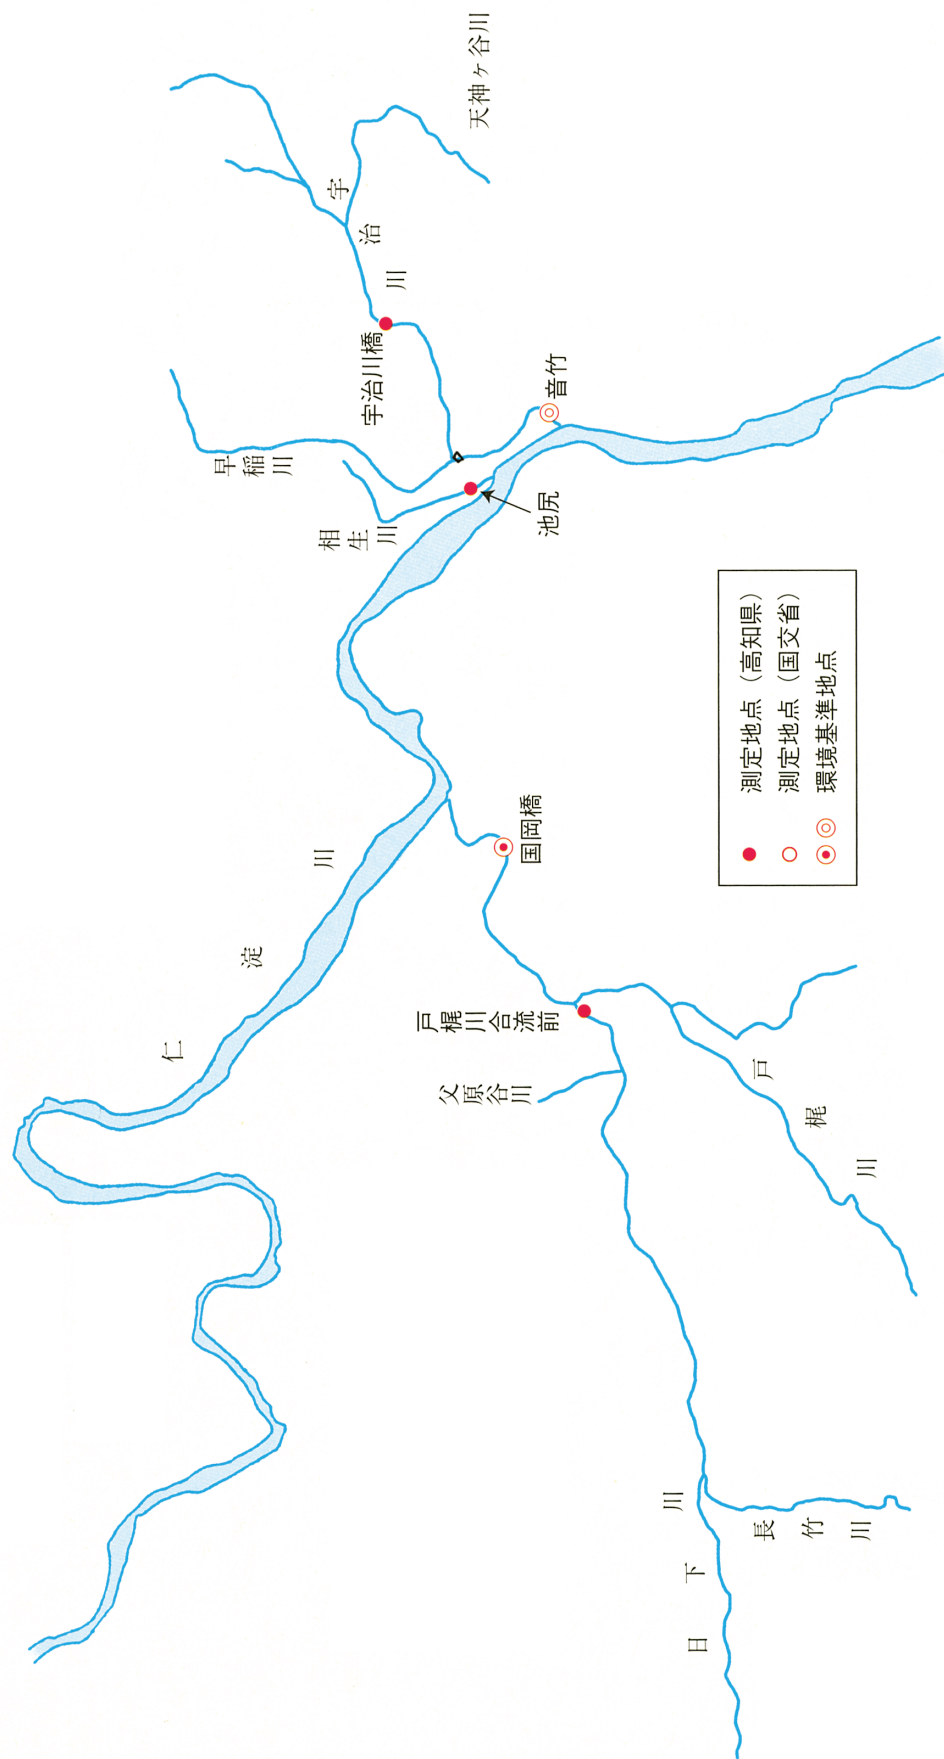 天神ヶ谷川
宇治川
宇治川橋
早稲川
音竹
相生川
池尻
仁淀川
国岡橋
戸梶川合流前
父原谷川
戸梶川
日下川
長竹川
測定地点（高知県）
測定地点（国交省）
環境基準地点